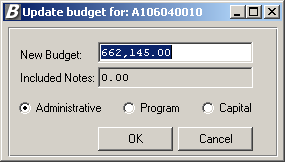 B Update budget for: A106040010
New Budget: 662,145.00
Included Notes: 0.00
Administrative Program Capital
OK Cancel